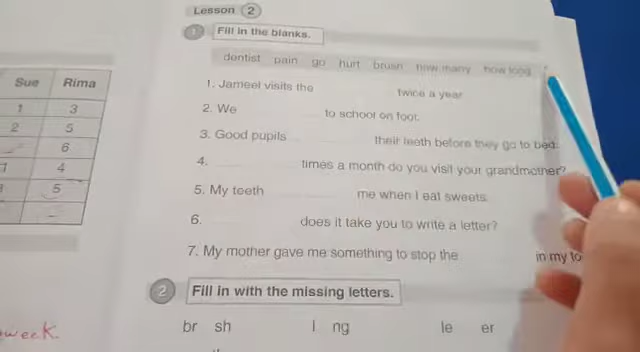 Lesson 2
1 Fill in the blanks.
dentist pain go hurt brush how many how long
1. Jameel visits the twice a year
2. We to school on foot.
3. Good pupils their teeth before they go to bed.
4. times a month do you visit your grandmother?
5. My teeth me when I eat sweets
6. does it take you to write a letter?
7. My mother gave me something to stop the in my to
2 Fill in with the missing letters.
br sh l ng le er
Sue Rima
1 3
2 5
6
4
5
week.